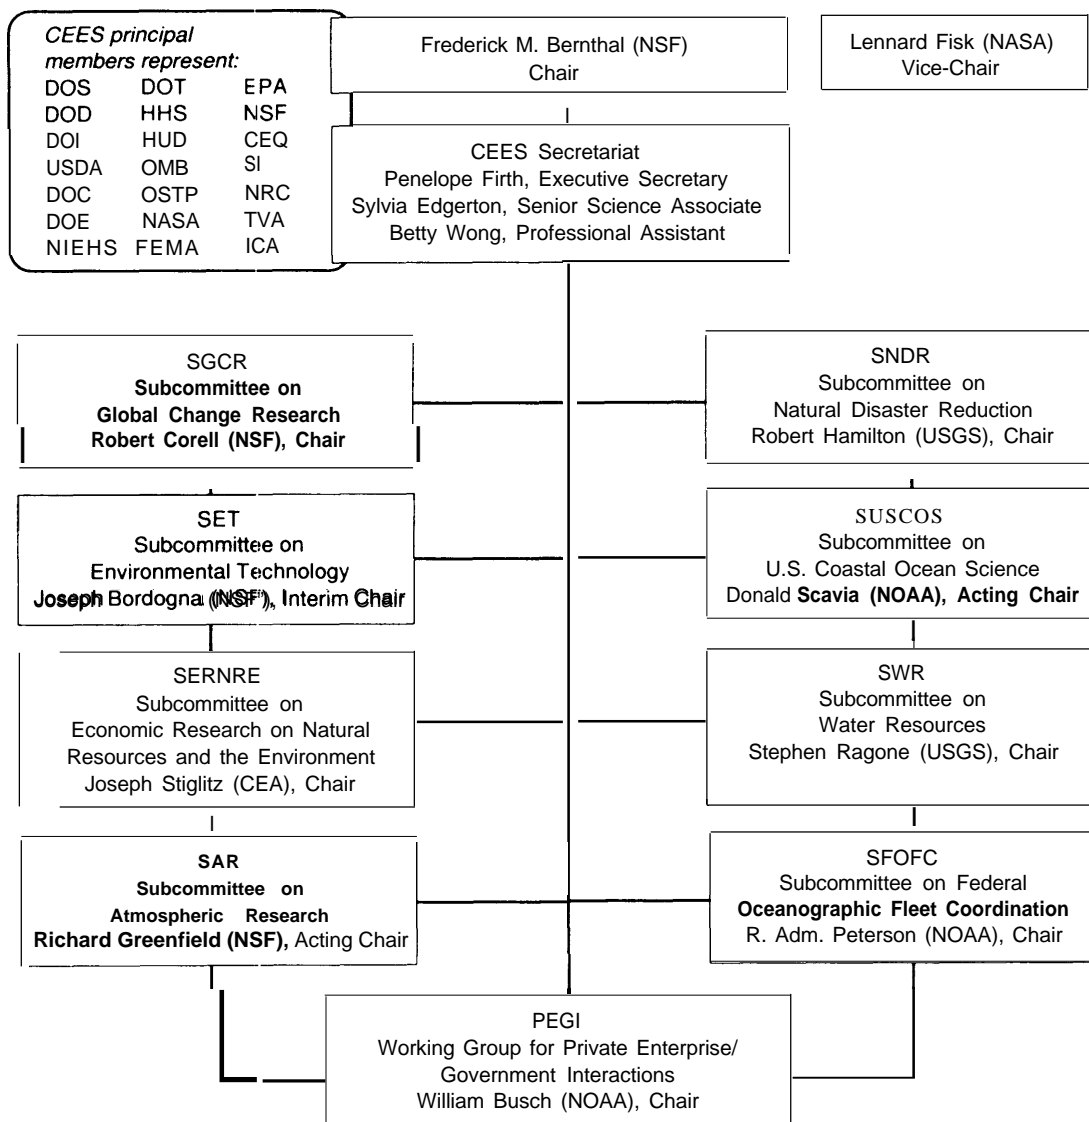 CEES principal
members represent:
DOS DOT EPA
DOD HHS NSF
DOI HUD CEQ
USDA OMB SI
DOC OSTP NRC
DOE NASA TVA
NIEHS FEMA ICA
Frederick M. Bernthal (NSF)
Chair
Lennard Fisk (NASA)
Vice-Chair
CEES Secretariat
Penelope Firth, Executive Secretary
Sylvia Edgerton, Senior Science Associate
Betty Wong, Professional Assistant
SGCR
Subcommittee on
Global Change Research
Robert Corell (NSF), Chair
SNDR
Subcommittee on
Natural Disaster Reduction
Robert Hamilton (USGS), Chair
SET
Subcommittee on
Environmental Technology
Joseph Bordogna (NSF), Interim Chair
SUSCOS
Subcommittee on
U.S. Coastal Ocean Science
Donald Scavia (NOAA), Acting Chair
SERNRE
Subcommittee on
Economic Research on Natural
Resources and the Environment
Joseph Stiglitz (CEA), Chair
SWR
Subcommittee on
Water Resources
Stephen Ragone (USGS), Chair
SAR
Subcommittee on
Atmospheric Research
Richard Greenfield (NSF), Acting Chair
SFOFC
Subcommittee on Federal
Oceanographic Fleet Coordination
R. Adm. Peterson (NOAA), Chair
PEGI
Working Group for Private Enterprise/
Government Interactions
William Busch (NOAA), Chair